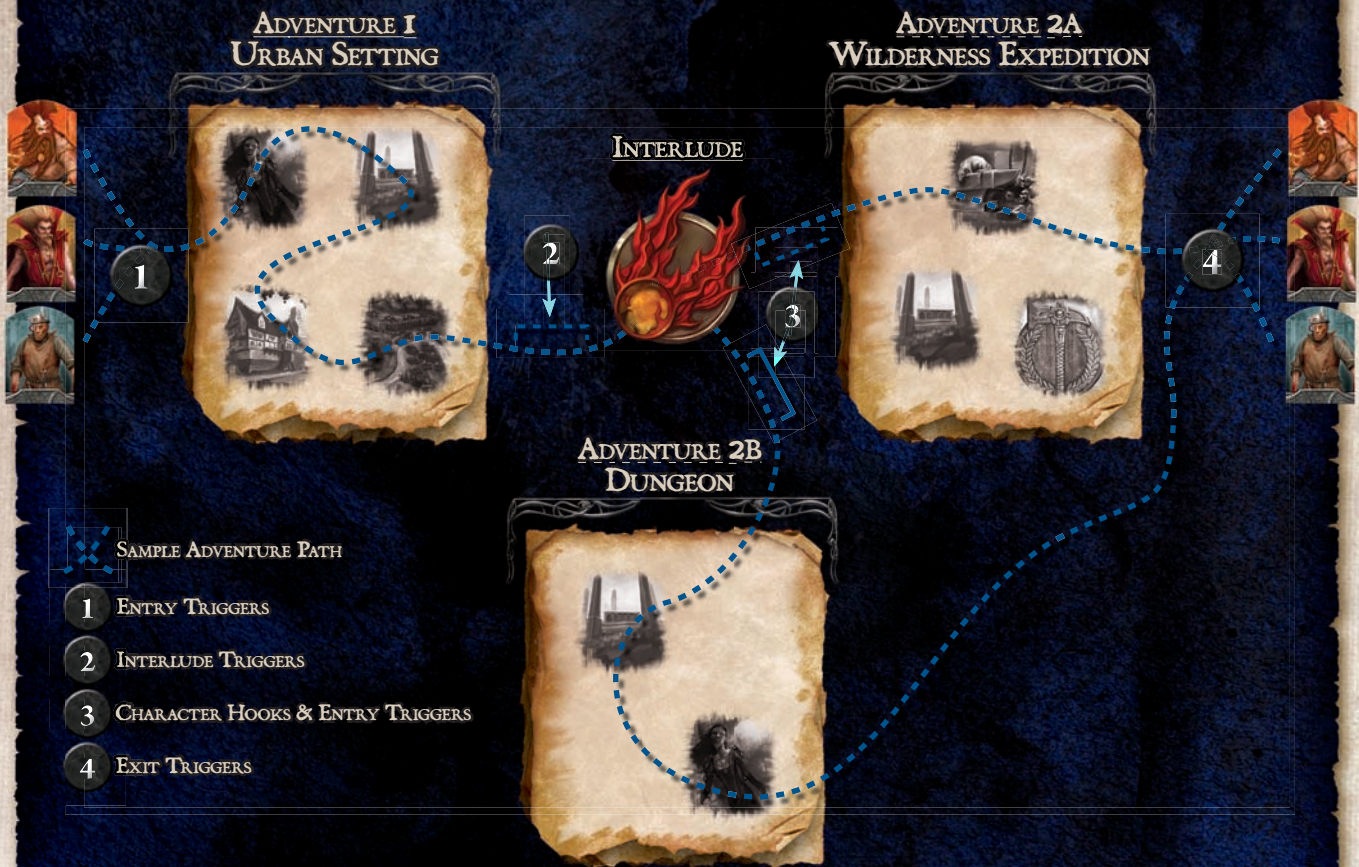 Adventure 1
Urban Setting
Adventure 2A
Wilderness Expedition
Interlude
1
2
3
4
Adventure 2B
Dungeon
Sample Adventure Path
1 Entry Triggers
2 Interlude Triggers
3 Character Hooks & Entry Triggers
4 Exit Triggers